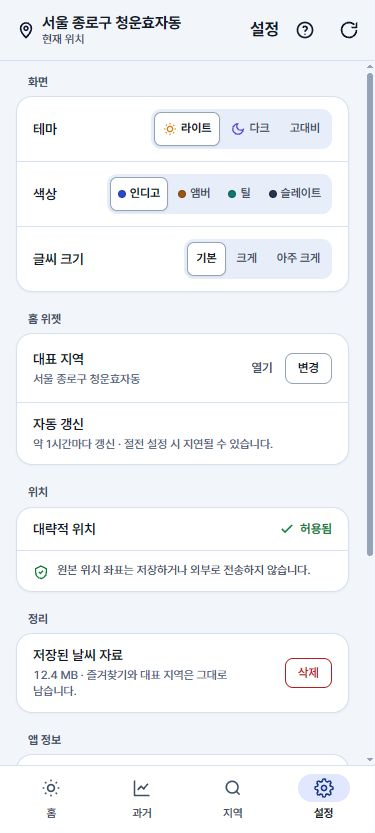 서울 종로구 청운효자동
현재 위치
설정
화면
테마
라이트 다크 고대비
색상
인디고 앰버 틸 슬레이트
글씨 크기
기본 크게 아주 크게
홈 위젯
대표 지역
서울 종로구 청운효자동
열기 변경
자동 갱신
약 1시간마다 갱신 · 절전 설정 시 지연될 수 있습니다.
위치
대략적 위치
허용됨
원본 위치 좌표는 저장하거나 외부로 전송하지 않습니다.
정리
저장된 날씨 자료
12.4 MB · 즐겨찾기와 대표 지역은 그대로
남습니다.
삭제
앱 정보
홈 과거 지역 설정